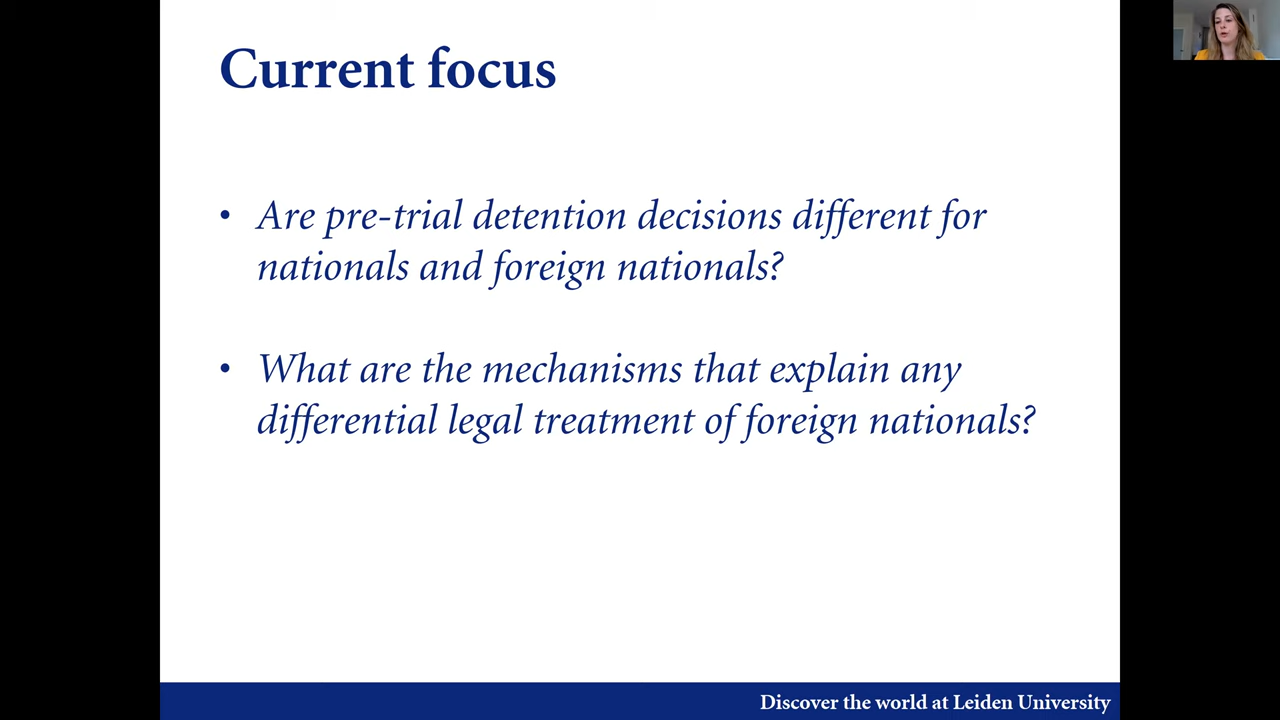 Current focus
• Are pre-trial detention decisions different for
nationals and foreign nationals?
• What are the mechanisms that explain any
differential legal treatment of foreign nationals?
Discover the world at Leiden University